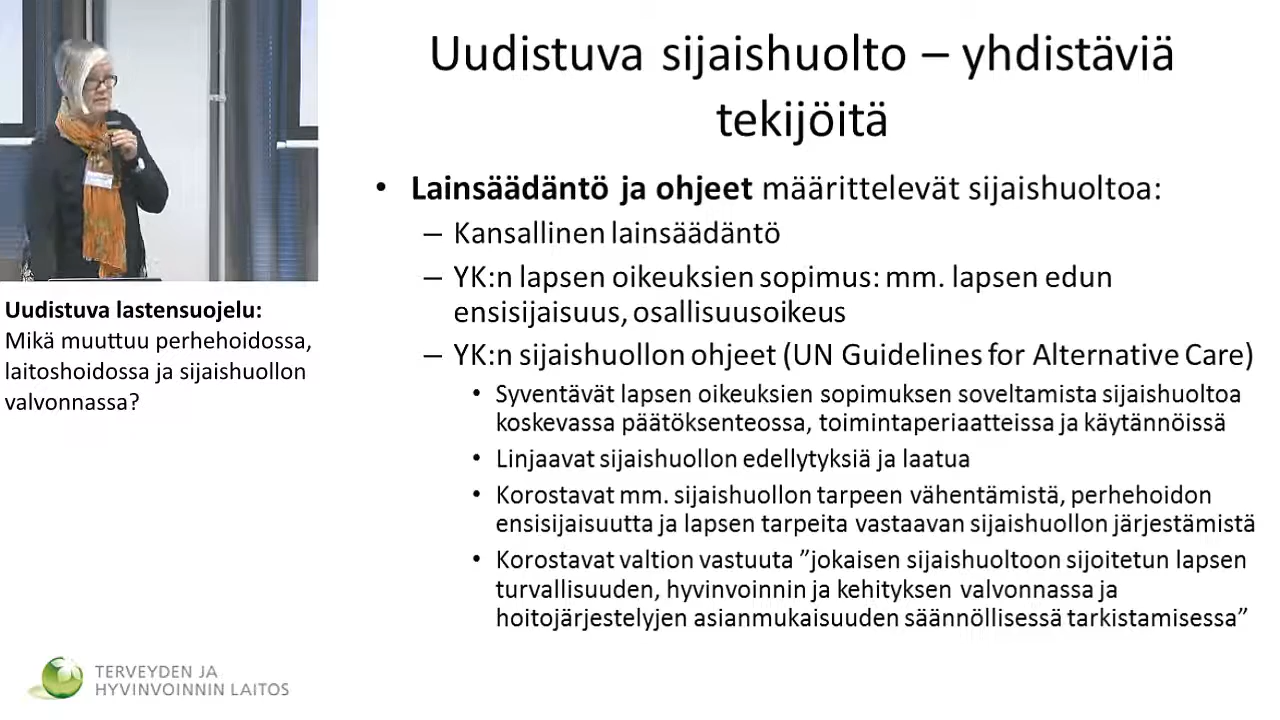 Uudistuva sijaishuolto – yhdistäviä
tekijöitä
• Lainsäädäntö ja ohjeet määrittelevät sijaishuoltoa:
– Kansallinen lainsäädäntö
– YK:n lapsen oikeuksien sopimus: mm. lapsen edun
ensisijaisuus, osallisuusoikeus
– YK:n sijaishuollon ohjeet (UN Guidelines for Alternative Care)
• Syventävät lapsen oikeuksien sopimuksen soveltamista sijaishuoltoa
koskevassa päätöksenteossa, toimintaperiaatteissa ja käytännöissä
• Linjaavat sijaishuollon edellytyksiä ja laatua
• Korostavat mm. sijaishuollon tarpeen vähentämistä, perhehoidon
ensisijaisuutta ja lapsen tarpeita vastaavan sijaishuollon järjestämistä
• Korostavat valtion vastuuta ”jokaisen sijaishuoltoon sijoitetun lapsen
turvallisuuden, hyvinvoinnin ja kehityksen valvonnassa ja
hoitojärjestelyjen asianmukaisuuden säännöllisessä tarkistamisessa”
Uudistuva lastensuojelu:
Mikä muuttuu perhehoidossa,
laitoshoidossa ja sijaishuollon
valvonnassa?
TERVEYDEN JA
HYVINVOINNIN LAITOS